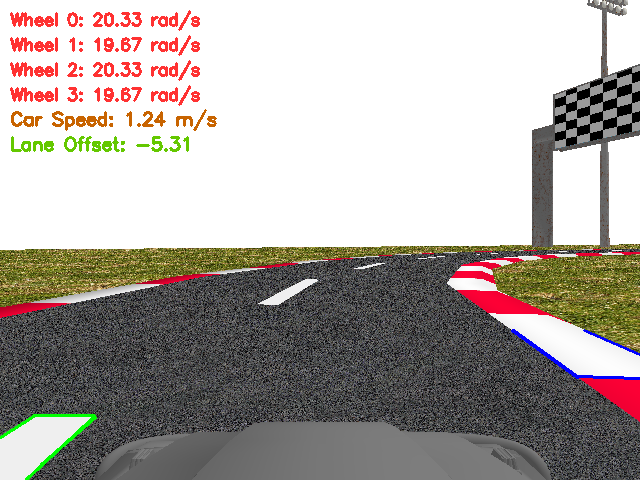 Wheel 0: 20.33 rad/s
Wheel 1: 19.67 rad/s
Wheel 2: 20.33 rad/s
Wheel 3: 19.67 rad/s
Car Speed: 1.24 m/s
Lane Offset: -5.31